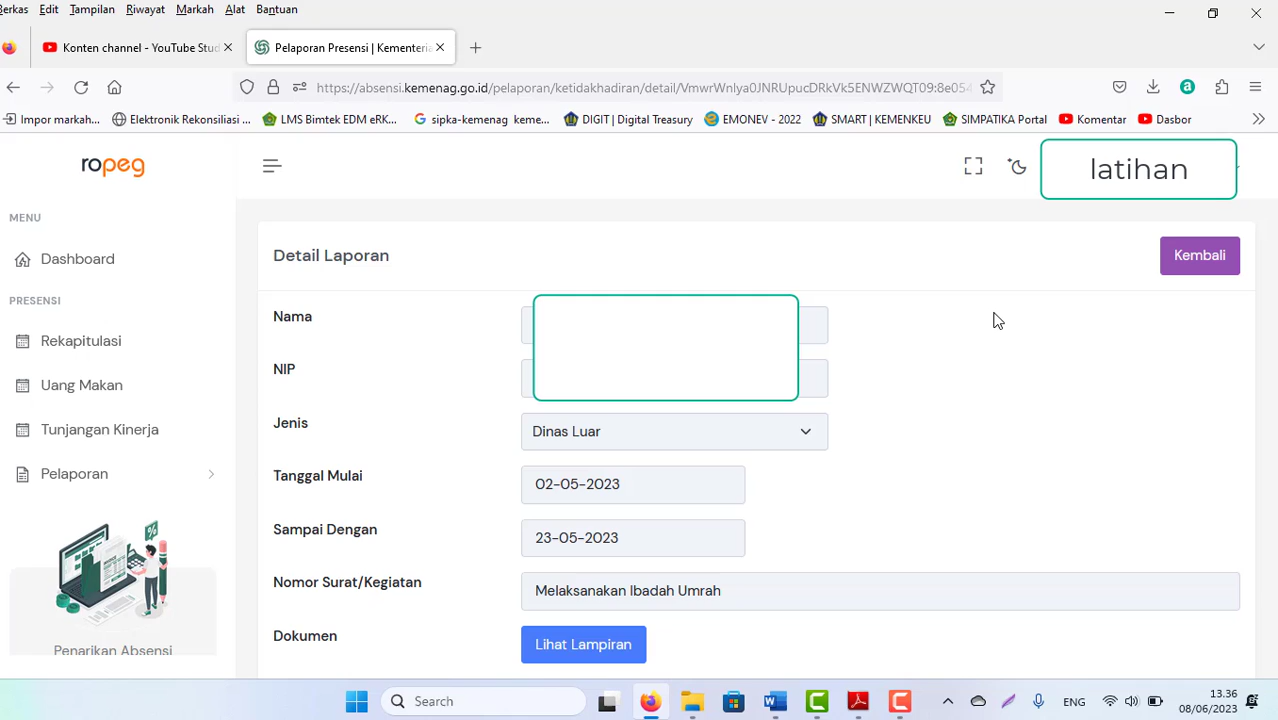 Berkas Edit Tampilan Riwayat Markah Alat Bantuan
Konten channel - YouTube Stud
Pelaporan Presensi | Kementeria
https://absensi.kemenag.go.id/pelaporan/ketidakhadiran/detail/VmwrWnlya0JNRUpucDRkVk5ENWZWQT09:8e054
Impor markah... Elektronik Rekonsiliasi ... LMS Bimtek EDM eRK... sipka-kemenag keme... DIGIT | Digital Treasury EMONEV - 2022 SMART | KEMENKEU SIMPATIKA Portal Komentar Dasbor
ropeg
latihan
MENU
Dashboard
PRESENSI
Rekapitulasi
Uang Makan
Tunjangan Kinerja
Pelaporan
Penarikan Absensi
Detail Laporan
Kembali
Nama
NIP
Jenis
Dinas Luar
Tanggal Mulai
02-05-2023
Sampai Dengan
23-05-2023
Nomor Surat/Kegiatan
Melaksanakan Ibadah Umrah
Dokumen
Lihat Lampiran
Search
ENG
13.36
08/06/2023